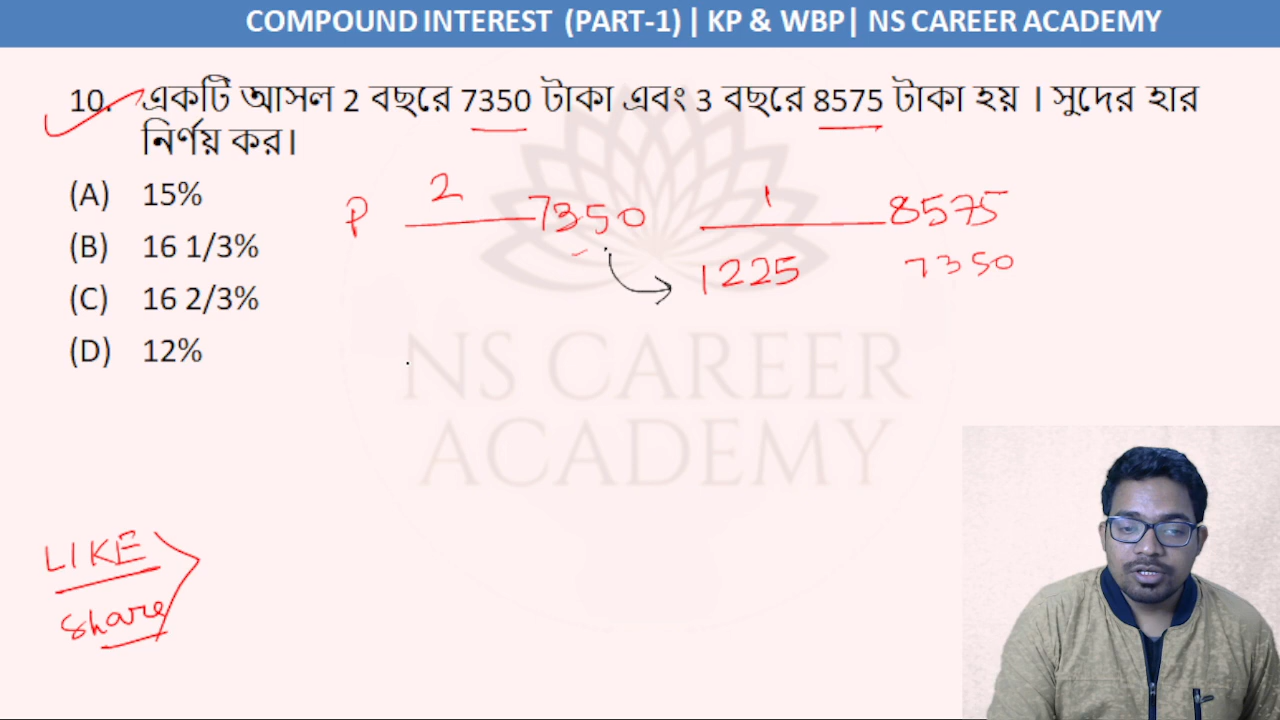 COMPOUND INTEREST (PART-1) | KP & WBP| NS CAREER ACADEMY
10. একটি আসল 2 বছরে 7350 টাকা এবং 3 বছরে 8575 টাকা হয় । সুদের হার
নির্ণয় কর।
(A) 15%
(B) 16 1/3%
(C) 16 2/3%
(D) 12%
P 2 7350 1 8575
1225 7350
NS CAREER
ACADEMY
LIKE
Share